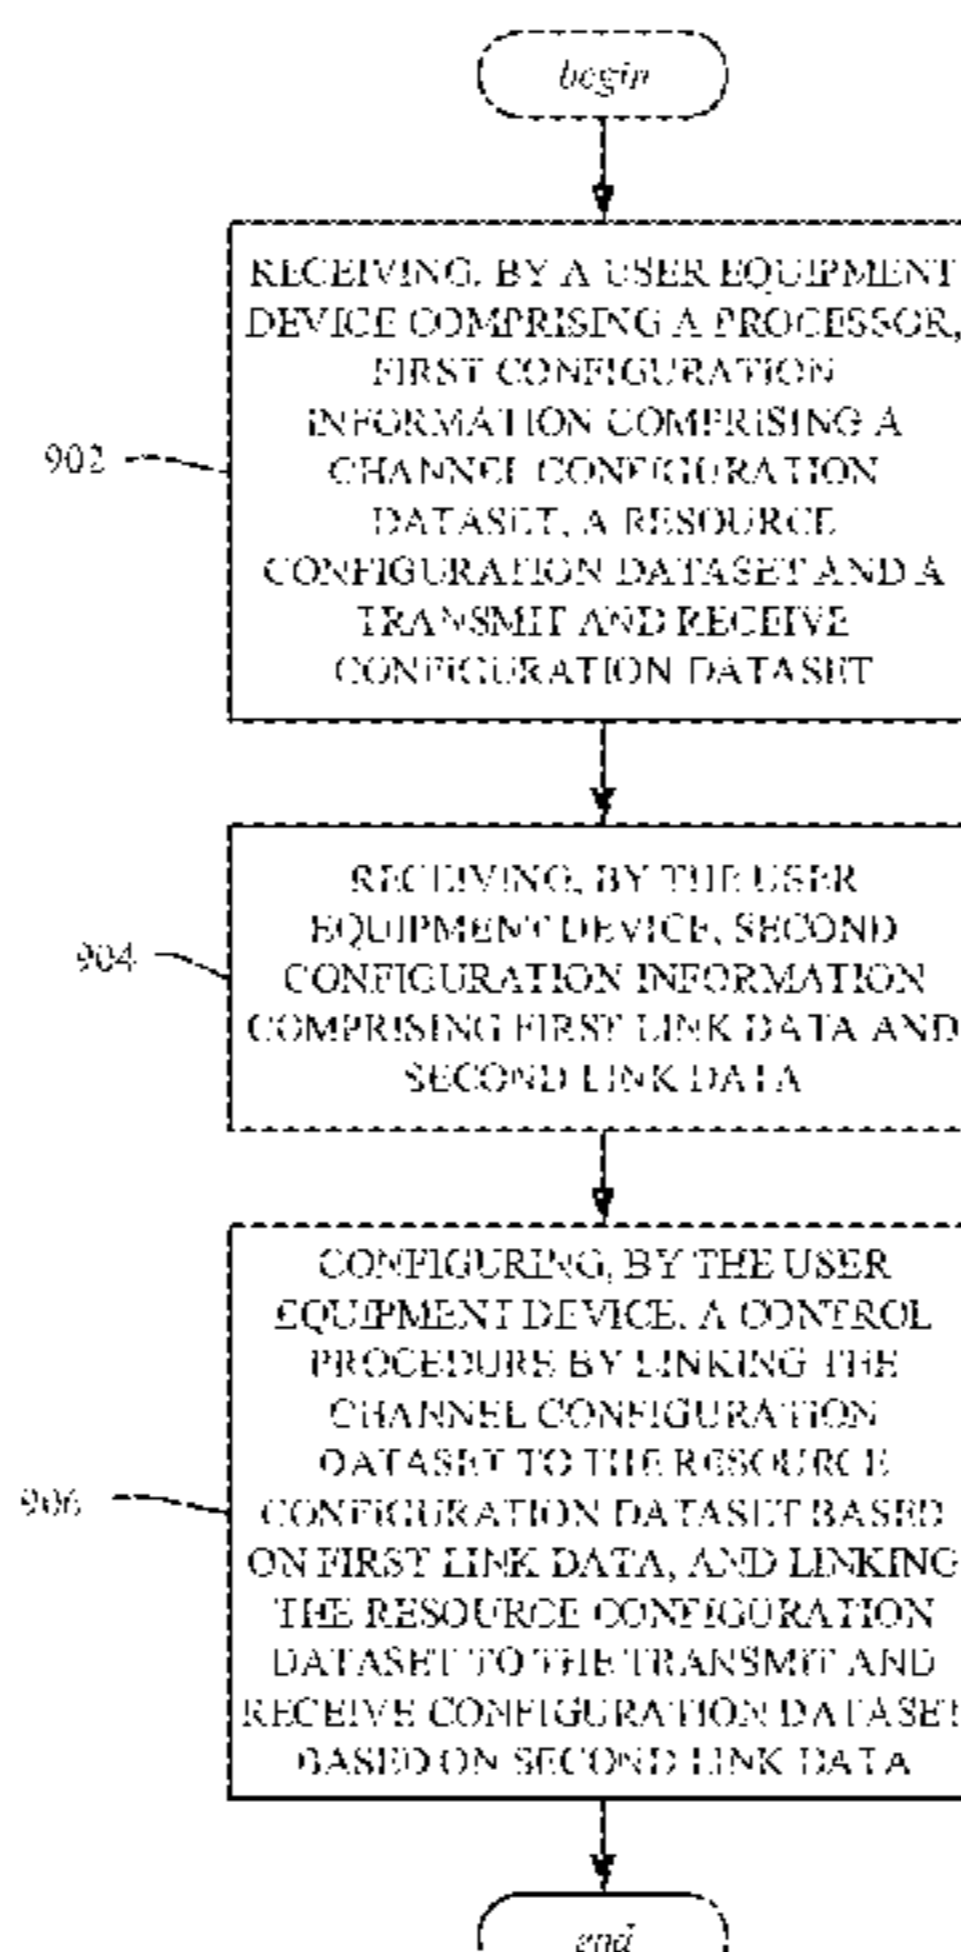 begin
RECEIVING, BY A USER EQUIPMENT
DEVICE COMPRISING A PROCESSOR,
FIRST CONFIGURATION
INFORMATION COMPRISING A
902
CHANNEL CONFIGURATION
DATASET, A RESOURCE
CONFIGURATION DATASET AND A
TRANSMIT AND RECEIVE
CONFIGURATION DATASET
RECEIVING, BY THE USER
EQUIPMENT DEVICE, SECOND
904
CONFIGURATION INFORMATION
COMPRISING FIRST LINK DATA AND
SECOND LINK DATA
CONFIGURING, BY THE USER
EQUIPMENT DEVICE, A CONTROL
PROCEDURE BY LINKING THE
CHANNEL CONFIGURATION
DATASET TO THE RESOURCE
906
CONFIGURATION DATASET BASED
ON FIRST LINK DATA, AND LINKING
THE RESOURCE CONFIGURATION
DATASET TO THE TRANSMIT AND
RECEIVE CONFIGURATION DATASET
BASED ON SECOND LINK DATA
end